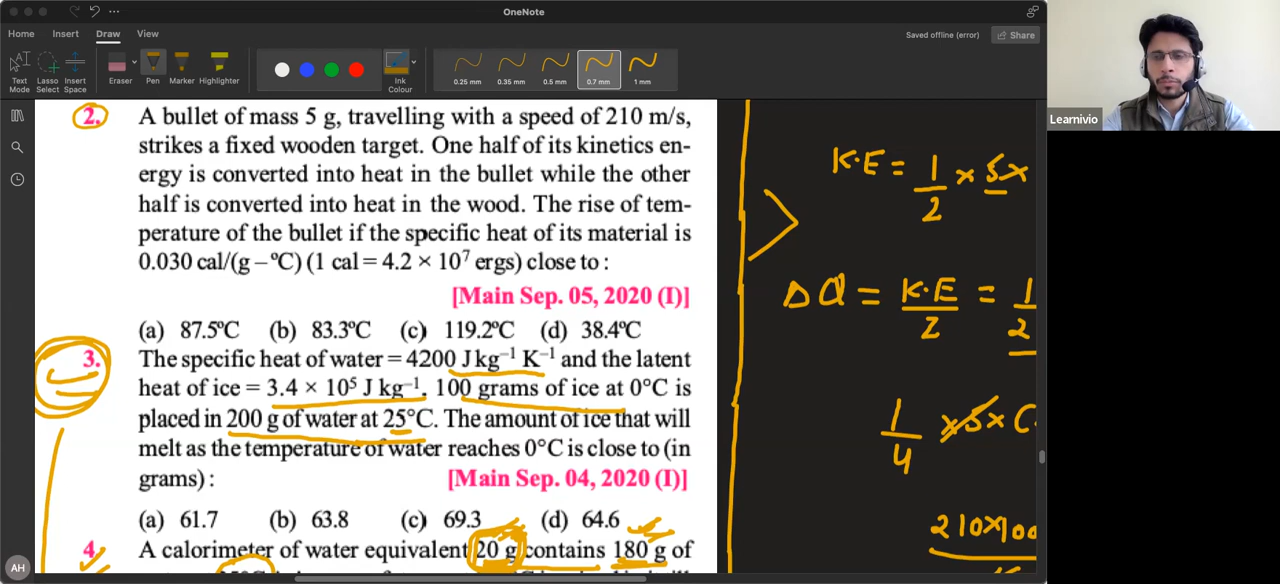 OneNote
Home Insert Draw View
Saved offline (error)
Share
Text Mode
Lasso Select
Insert Space
Eraser
Pen
Marker
Highlighter
Ink Colour
0.25 mm
0.35 mm
0.5 mm
0.7 mm
1 mm
Learnivio
2. A bullet of mass 5 g, travelling with a speed of 210 m/s,
strikes a fixed wooden target. One half of its kinetics en-
ergy is converted into heat in the bullet while the other
half is converted into heat in the wood. The rise of tem-
perature of the bullet if the specific heat of its material is
0.030 cal/(g – ºC) (1 cal = 4.2 × 10⁷ ergs) close to :
[Main Sep. 05, 2020 (I)]
(a) 87.5ºC (b) 83.3ºC (c) 119.2ºC (d) 38.4ºC
3. The specific heat of water = 4200 J kg⁻¹ K⁻¹ and the latent
heat of ice = 3.4 × 10⁵ J kg⁻¹. 100 grams of ice at 0°C is
placed in 200 g of water at 25°C. The amount of ice that will
melt as the temperature of water reaches 0°C is close to (in
grams) :
[Main Sep. 04, 2020 (I)]
(a) 61.7 (b) 63.8 (c) 69.3 (d) 64.6
4. A calorimeter of water equivalent 20 g contains 180 g of
K.E = 1/2 × 5 ×
Δ Q = K.E/2 = 1/2
1/4 × 5 × C
210×100
AH